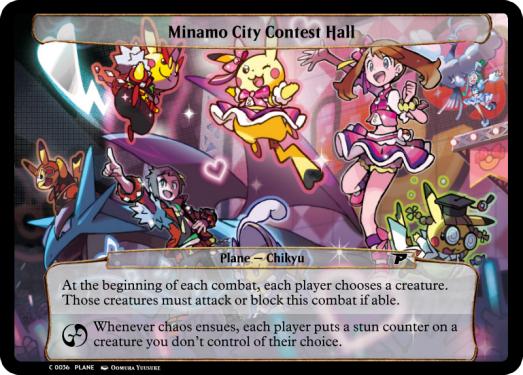 Minamo City Contest Hall
Plane — Chikyu
At the beginning of each combat, each player chooses a creature.
Those creatures must attack or block this combat if able.
Whenever chaos ensues, each player puts a stun counter on a
creature you don't control of their choice.
C 0036 PLANE Oomura Yuusuke